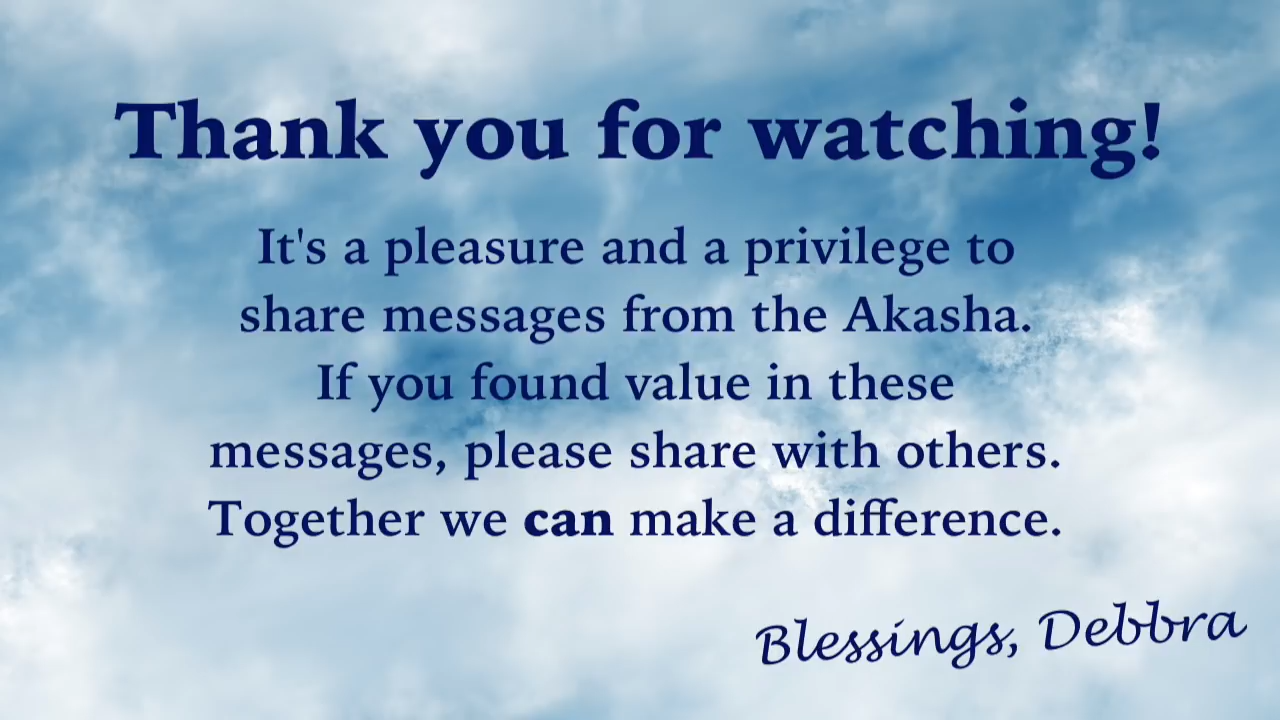 Thank you for watching!
It's a pleasure and a privilege to
share messages from the Akasha.
If you found value in these
messages, please share with others.
Together we can make a difference.
Blessings, Debbra